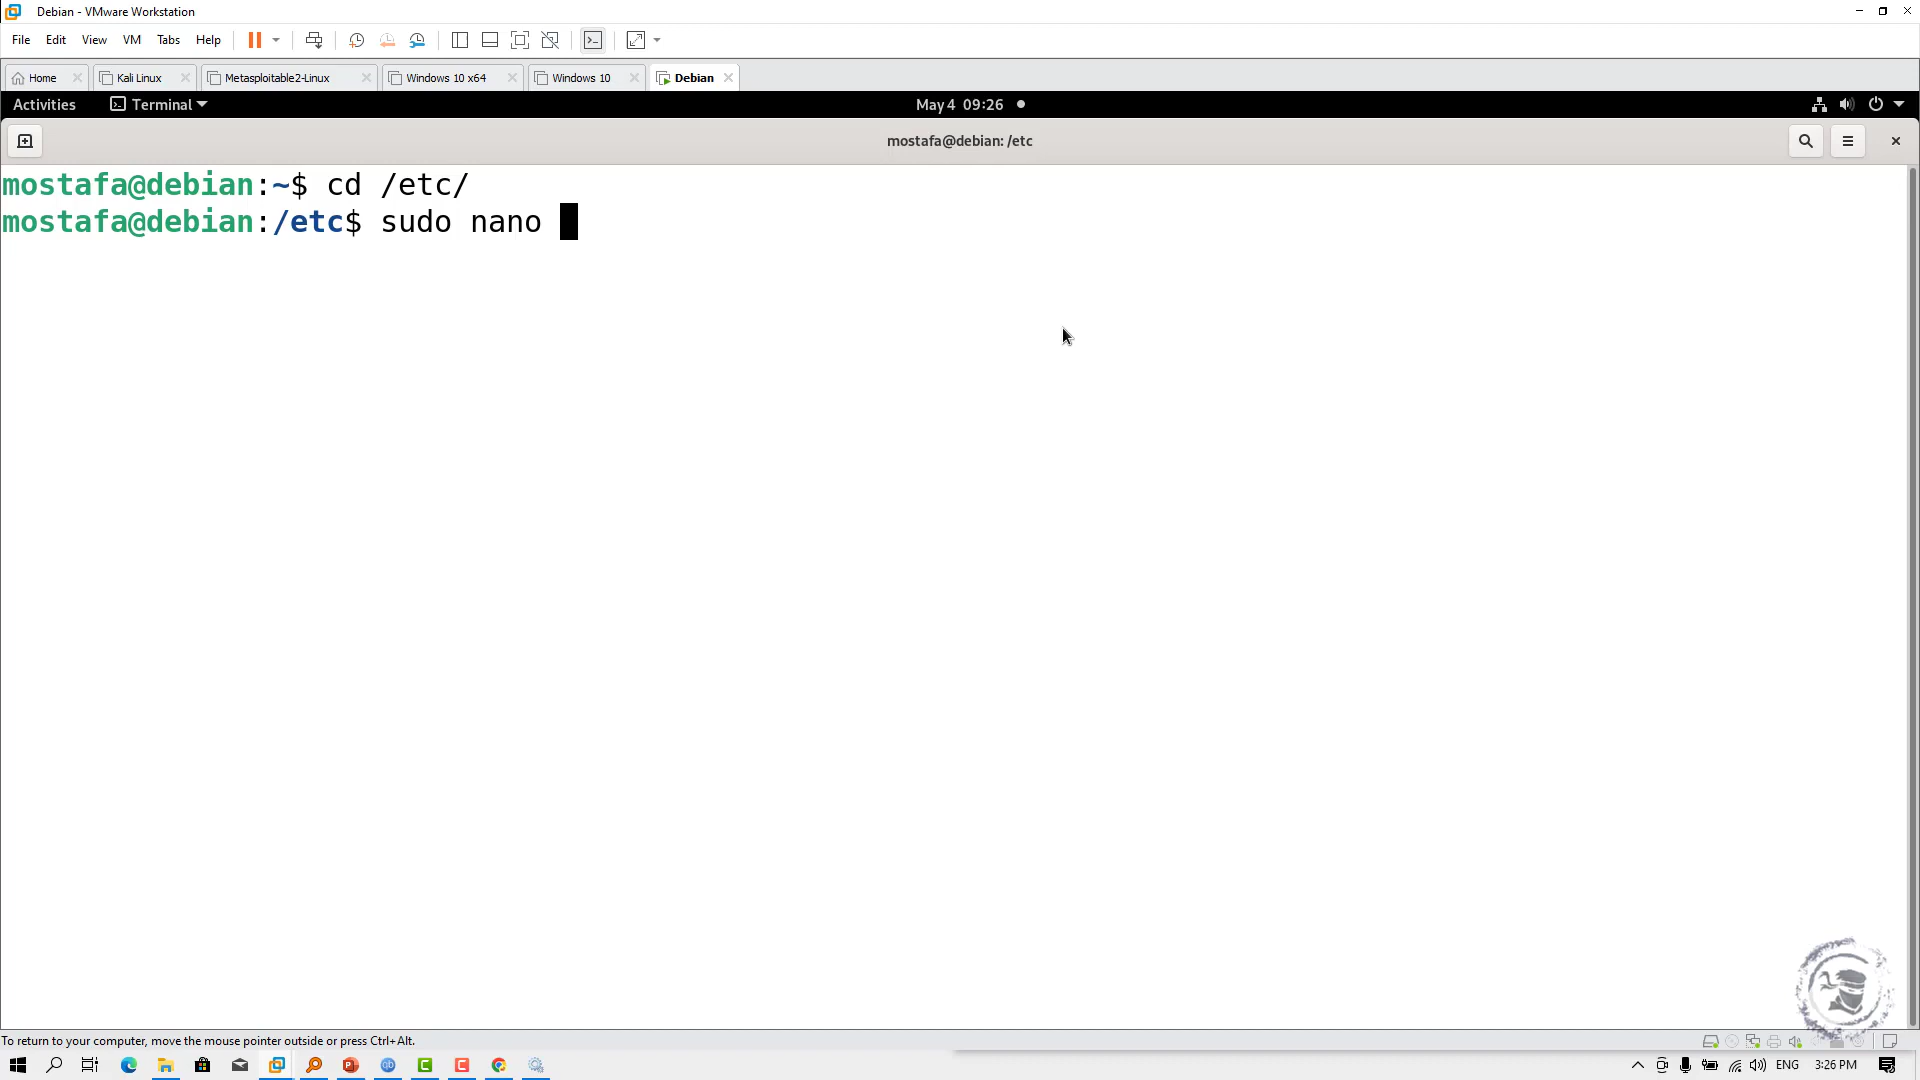 Debian - VMware Workstation
File Edit View VM Tabs Help
Home Kali Linux Metasploitable2-Linux Windows 10 x64 Windows 10 Debian
Activities Terminal May 4 09:26
mostafa@debian: /etc
mostafa@debian:~$ cd /etc/
mostafa@debian:/etc$ sudo nano
To return to your computer, move the mouse pointer outside or press Ctrl+Alt.
ENG 3:26 PM